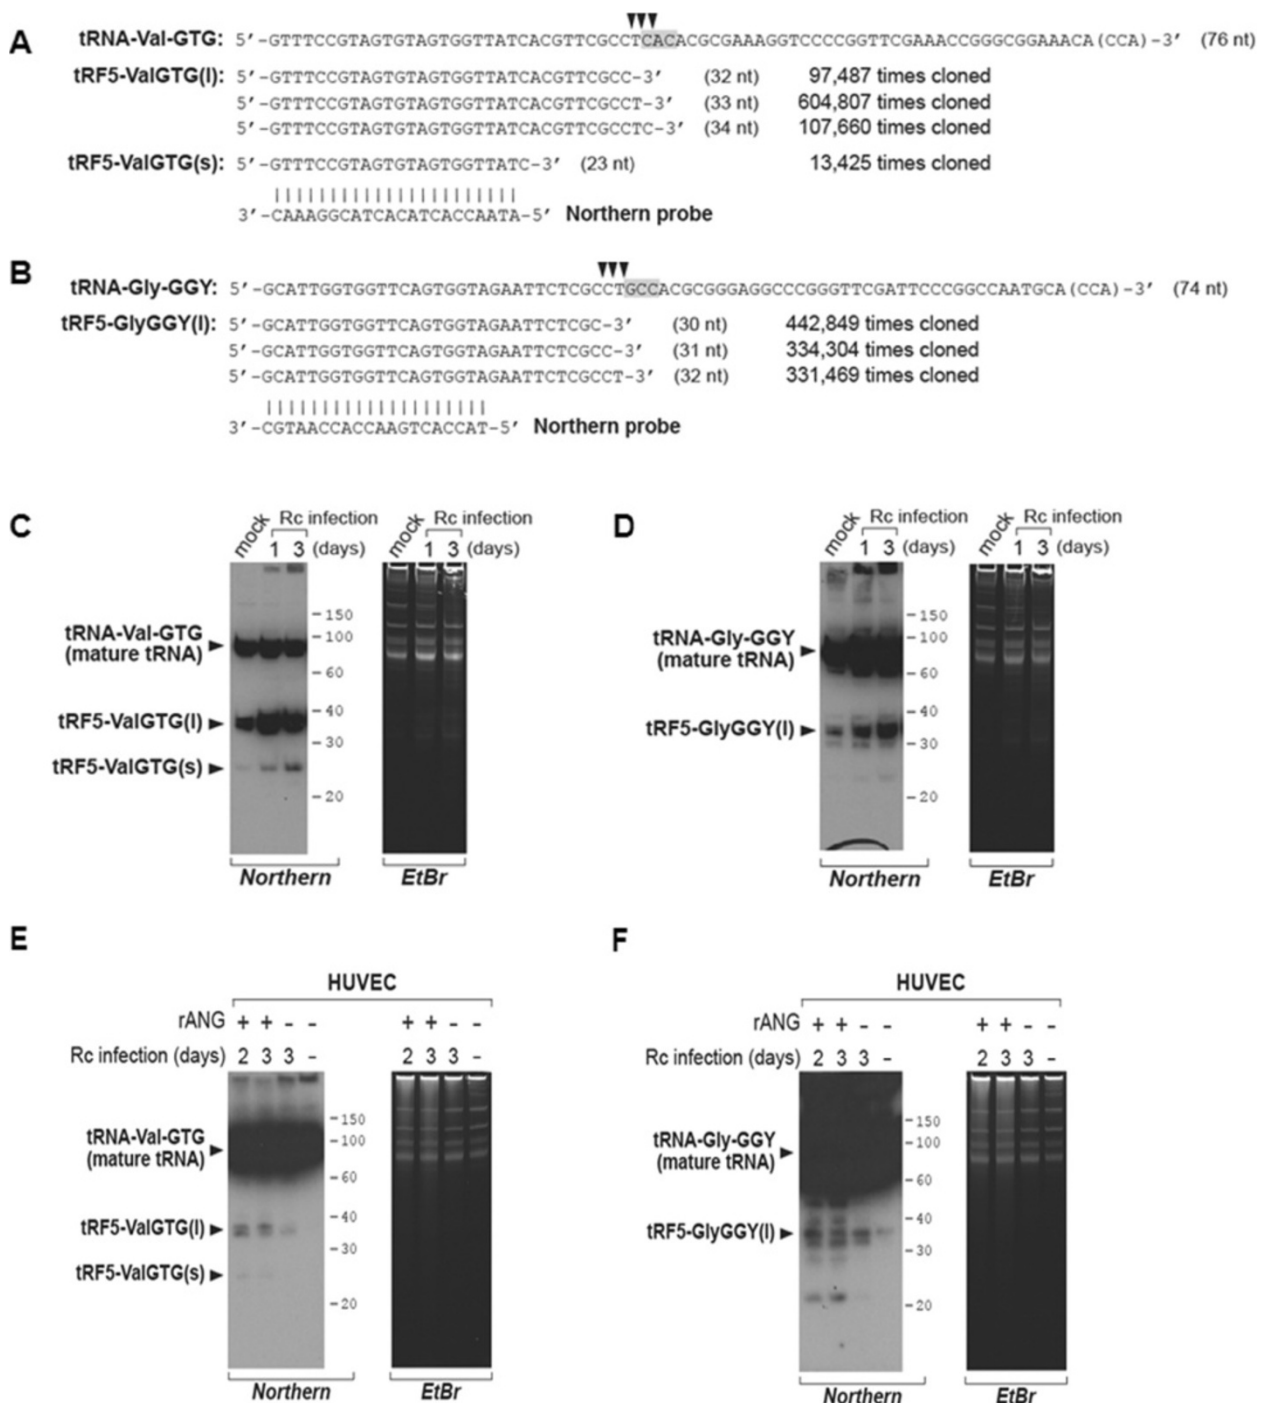 A
tRNA-Val-GTG: 5′-GTTTCCGTAGTGTAGTGGTTATCACGTTCGCCTCACACGCGAAAGGTCCCCGGTTCGAAACCGGGCGGAAACA(CCA)-3′ (76 nt)
tRF5-ValGTG(l): 5′-GTTTCCGTAGTGTAGTGGTTATCACGTTCGCC-3′ (32 nt) 97,487 times cloned
5′-GTTTCCGTAGTGTAGTGGTTATCACGTTCGCCT-3′ (33 nt) 604,807 times cloned
5′-GTTTCCGTAGTGTAGTGGTTATCACGTTCGCCTC-3′ (34 nt) 107,660 times cloned
tRF5-ValGTG(s): 5′-GTTTCCGTAGTGTAGTGGTTATC-3′ (23 nt) 13,425 times cloned
3′-CAAAGGCATCACATCACCAATA-5′ Northern probe
B
tRNA-Gly-GGY: 5′-GCATTGGTGGTTCAGTGGTAGAATTCTCGCCTGCCACGCGGGAGGCCCGGGTTCGATTCCCGGCCAATGCA(CCA)-3′ (74 nt)
tRF5-GlyGGY(l): 5′-GCATTGGTGGTTCAGTGGTAGAATTCTCGC-3′ (30 nt) 442,849 times cloned
5′-GCATTGGTGGTTCAGTGGTAGAATTCTCGCC-3′ (31 nt) 334,304 times cloned
5′-GCATTGGTGGTTCAGTGGTAGAATTCTCGCCT-3′ (32 nt) 331,469 times cloned
3′-CGTAACCACCAAGTCACCAT-5′ Northern probe
C
mock Rc infection mock Rc infection
1 3 (days) 1 3 (days)
-150
tRNA-Val-GTG -100
(mature tRNA)
-60
-40
tRF5-ValGTG(l)
-30
tRF5-ValGTG(s)
-20
Northern EtBr
D
mock Rc infection mock Rc infection
1 3 (days) 1 3 (days)
-150
tRNA-Gly-GGY -100
(mature tRNA)
-60
-40
tRF5-GlyGGY(l)
-30
-20
Northern EtBr
E
HUVEC
rANG + + - - + + - -
Rc infection (days) 2 3 3 - 2 3 3 -
-150
tRNA-Val-GTG -100
(mature tRNA)
-60
-40
tRF5-ValGTG(l)
-30
tRF5-ValGTG(s)
-20
Northern EtBr
F
HUVEC
rANG + + - - + + - -
Rc infection (days) 2 3 3 - 2 3 3 -
-150
tRNA-Gly-GGY -100
(mature tRNA)
-60
-40
tRF5-GlyGGY(l)
-30
-20
Northern EtBr